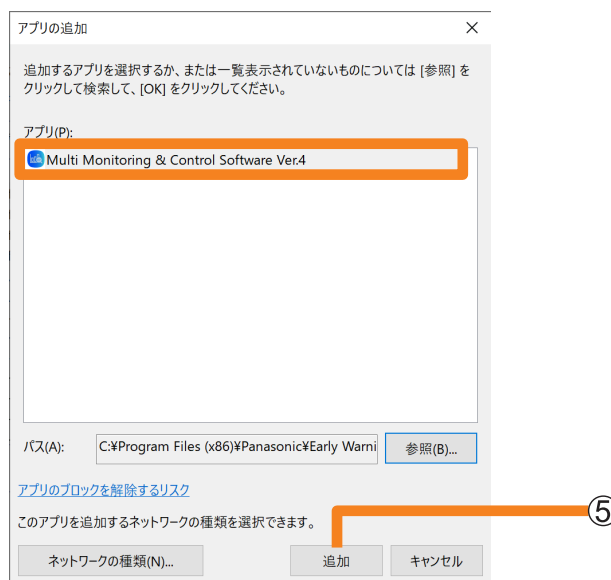 アプリの追加
追加するアプリを選択するか、または一覧表示されていないものについては [参照] を
クリックして検索して、[OK] をクリックしてください。
アプリ(P):
Multi Monitoring & Control Software Ver.4
パス(A): C:¥Program Files (x86)¥Panasonic¥Early Warni 参照(B)...
アプリのブロックを解除するリスク
このアプリを追加するネットワークの種類を選択できます。
⑤
ネットワークの種類(N)... 追加 キャンセル